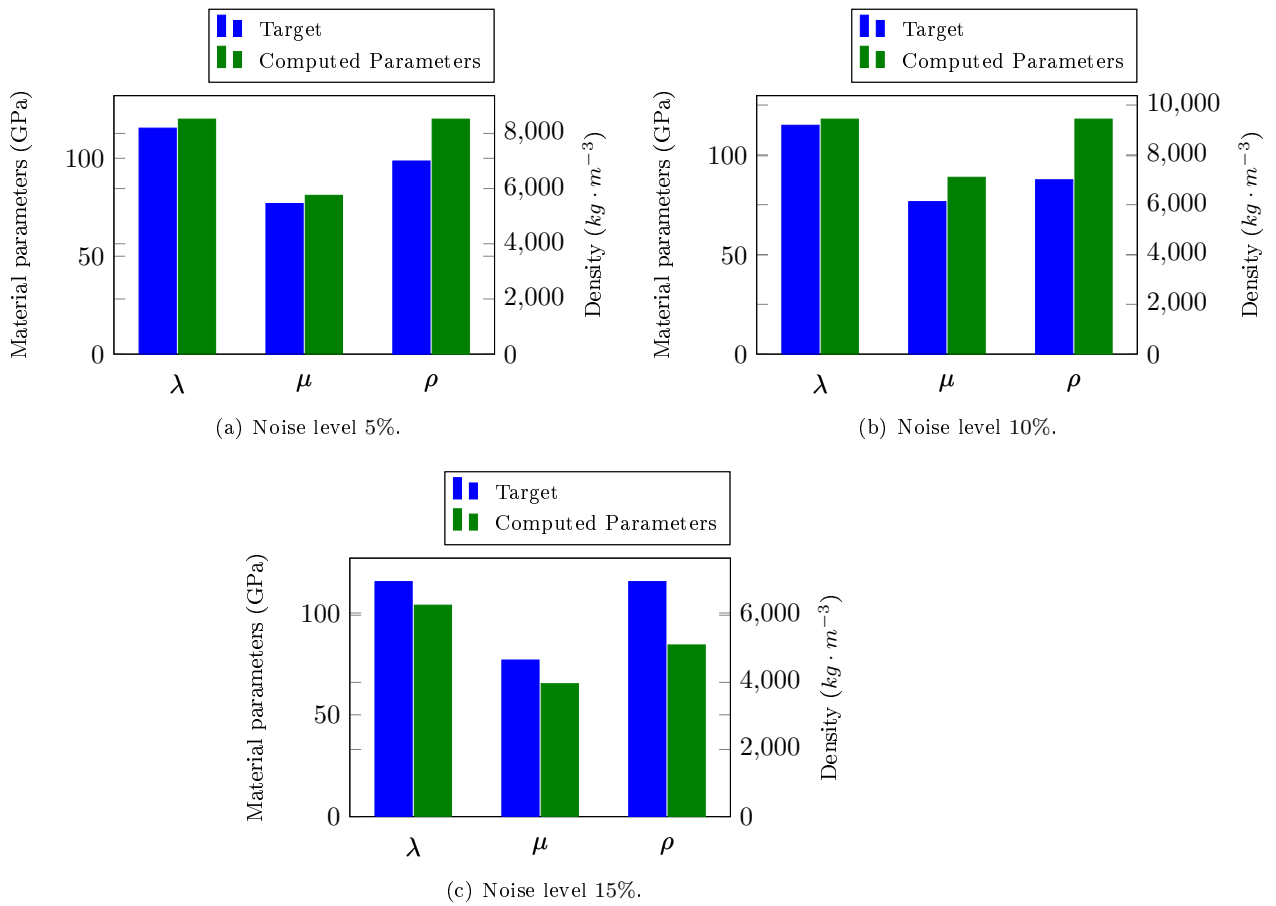 Target
Computed Parameters
Material parameters (GPa)
100
50
0
8,000
6,000
4,000
2,000
0
Density (kg · m⁻³)
λ μ ρ
(a) Noise level 5%.
Target
Computed Parameters
Material parameters (GPa)
100
50
0
10,000
8,000
6,000
4,000
2,000
0
Density (kg · m⁻³)
λ μ ρ
(b) Noise level 10%.
Target
Computed Parameters
Material parameters (GPa)
100
50
0
6,000
4,000
2,000
0
Density (kg · m⁻³)
λ μ ρ
(c) Noise level 15%.